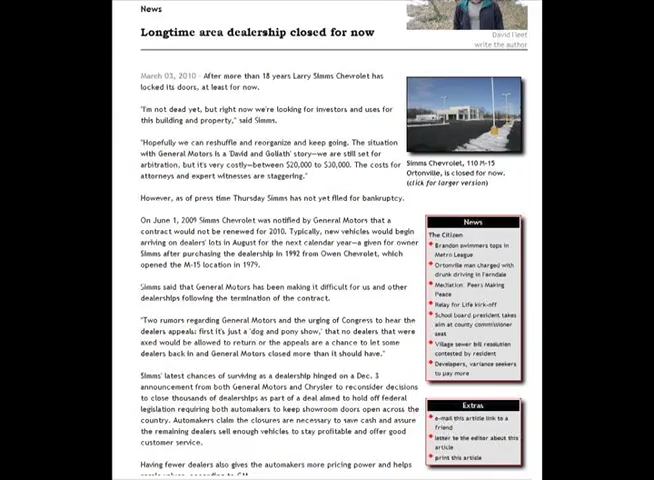 News
Longtime area dealership closed for now
David Fleet
write the author
March 03, 2010 - After more than 18 years Larry Simms Chevrolet has
locked its doors, at least for now.
"I'm not dead yet, but right now we're looking for investors and uses for
this building and property," said Simms.
"Hopefully we can reshuffle and reorganize and keep going. The situation
with General Motors is a 'David and Goliath' story—we are still set for
arbitration, but it's very costly—between $20,000 to $30,000. The costs for
attorneys and expert witnesses are staggering."
However, as of press time Thursday Simms has not yet filed for bankruptcy.
On June 1, 2009 Simms Chevrolet was notified by General Motors that a
contract would not be renewed for 2010. Typically, new vehicles would begin
arriving on dealers' lots in August for the next calendar year—a given for owner
Simms after purchasing the dealership in 1992 from Owen Chevrolet, which
opened the M-15 location in 1979.
Simms said that General Motors has been making it difficult for us and other
dealerships following the termination of the contract.
"Two rumors regarding General Motors and the urging of Congress to hear the
dealers appeals: first it's just a 'dog and pony show,' that no dealers that were
axed would be allowed to return or the appeals are a chance to let some
dealers back in and General Motors closed more than it should have."
Simms' latest chances of surviving as a dealership hinged on a Dec. 3
announcement from both General Motors and Chrysler to reconsider decisions
to close thousands of dealerships as part of a deal aimed to hold off federal
legislation requiring both automakers to keep showroom doors open across the
country. Automakers claim the closures are necessary to save cash and assure
the remaining dealers sell enough vehicles to stay profitable and offer good
customer service.
Having fewer dealers also gives the automakers more pricing power and helps
Simms Chevrolet, 110 M-15
Ortonville, is closed for now.
(click for larger version)
News
The Citizen
Brandon swimmers tops in
Metro League
Ortonville man charged with
drunk driving in Ferndale
Mediation: Peers Making
Peace
Relay for Life kick-off
School board president takes
aim at county commissioner
seat
Village sewer bill resolution
contested by resident
Developers, variance seekers
to pay more
Extras
e-mail this article link to a
friend
letter to the editor about this
article
print this article